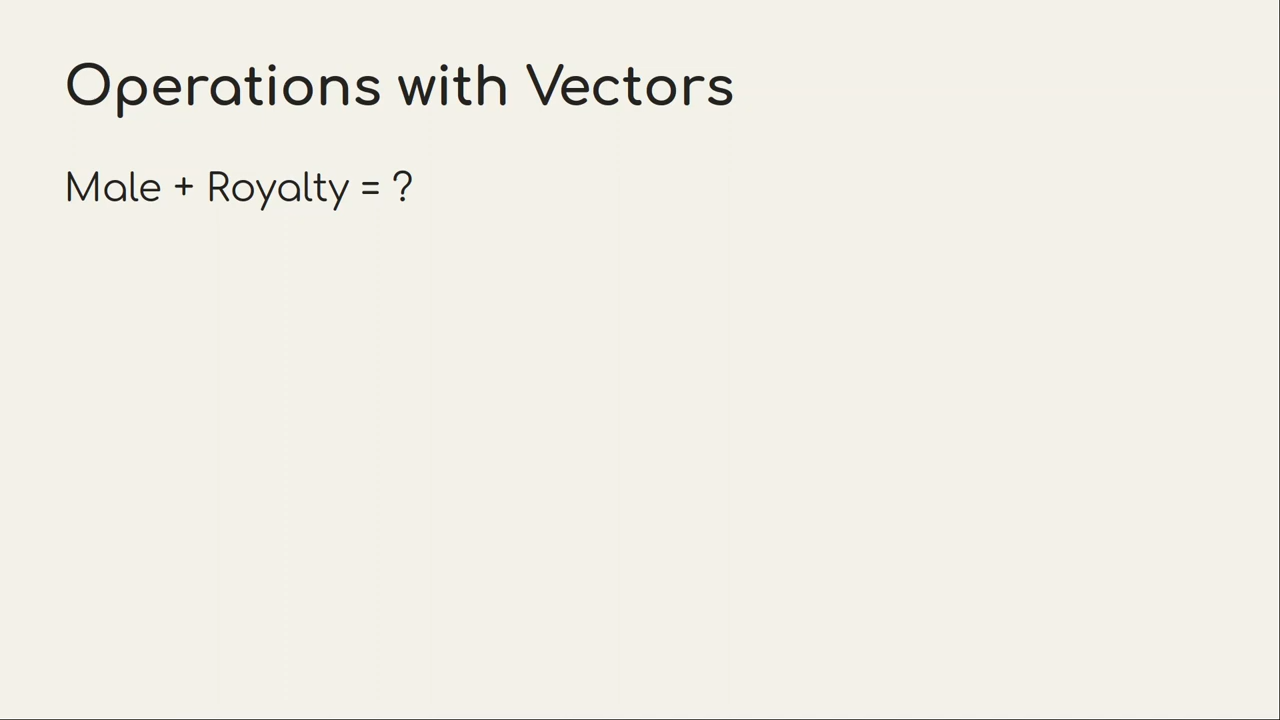 Operations with Vectors
Male + Royalty = ?